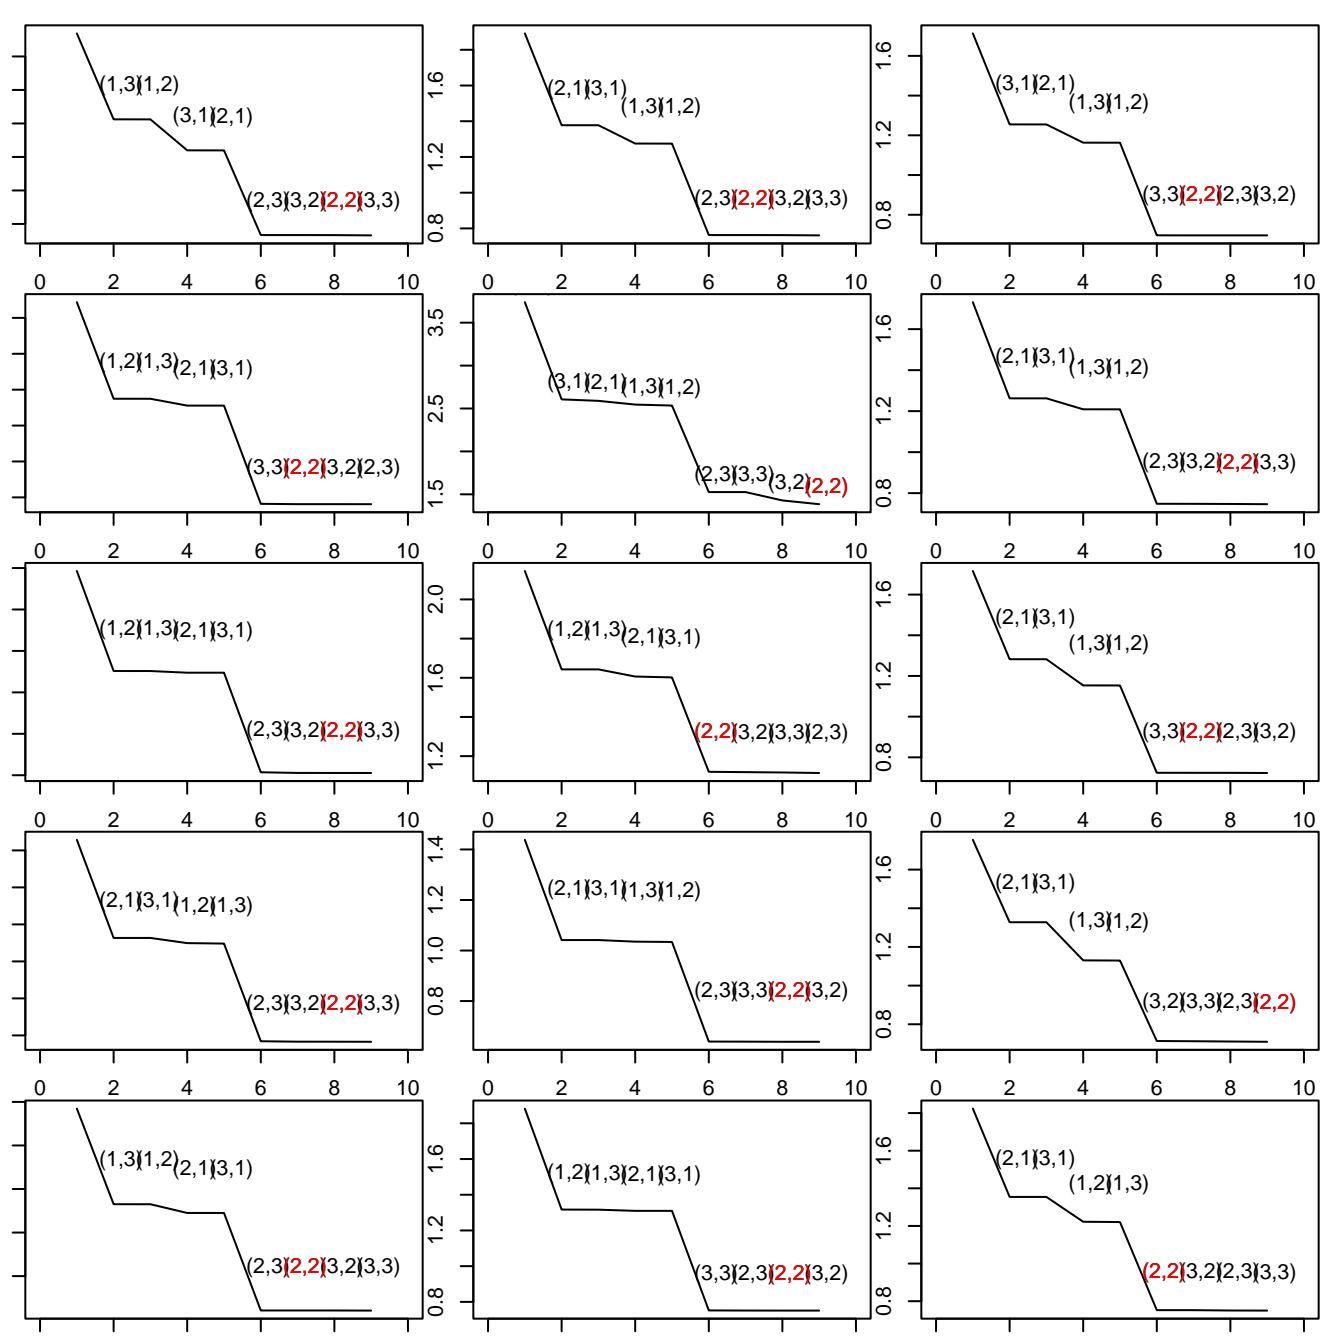 (1,3)(1,2)
(3,1)(2,1)
(2,3)(3,2)(2,2)(3,3)
0.8 1.2 1.6
(2,1)(3,1)
(1,3)(1,2)
(2,3)(2,2)(3,2)(3,3)
0.8 1.2 1.6
(3,1)(2,1)
(1,3)(1,2)
(3,3)(2,2)(2,3)(3,2)
0 2 4 6 8 10
0 2 4 6 8 10
0 2 4 6 8 10
(1,2)(1,3)(2,1)(3,1)
(3,3)(2,2)(3,2)(2,3)
1.5 2.5 3.5
(3,1)(2,1)(1,3)(1,2)
(2,3)(3,3)(3,2)(2,2)
0.8 1.2 1.6
(2,1)(3,1)
(1,3)(1,2)
(2,3)(3,2)(2,2)(3,3)
0 2 4 6 8 10
0 2 4 6 8 10
0 2 4 6 8 10
(1,2)(1,3)(2,1)(3,1)
(2,3)(3,2)(2,2)(3,3)
1.2 1.6 2.0
(1,2)(1,3)(2,1)(3,1)
(2,2)(3,2)(3,3)(2,3)
0.8 1.2 1.6
(2,1)(3,1)
(1,3)(1,2)
(3,3)(2,2)(2,3)(3,2)
0 2 4 6 8 10
0 2 4 6 8 10
0 2 4 6 8 10
(2,1)(3,1)(1,2)(1,3)
(2,3)(3,2)(2,2)(3,3)
0.8 1.0 1.2 1.4
(2,1)(3,1)(1,3)(1,2)
(2,3)(3,3)(2,2)(3,2)
0.8 1.2 1.6
(2,1)(3,1)
(1,3)(1,2)
(3,2)(3,3)(2,3)(2,2)
0 2 4 6 8 10
0 2 4 6 8 10
0 2 4 6 8 10
(1,3)(1,2)(2,1)(3,1)
(2,3)(2,2)(3,2)(3,3)
0.8 1.2 1.6
(1,2)(1,3)(2,1)(3,1)
(3,3)(2,3)(2,2)(3,2)
0.8 1.2 1.6
(2,1)(3,1)
(1,2)(1,3)
(2,2)(3,2)(2,3)(3,3)